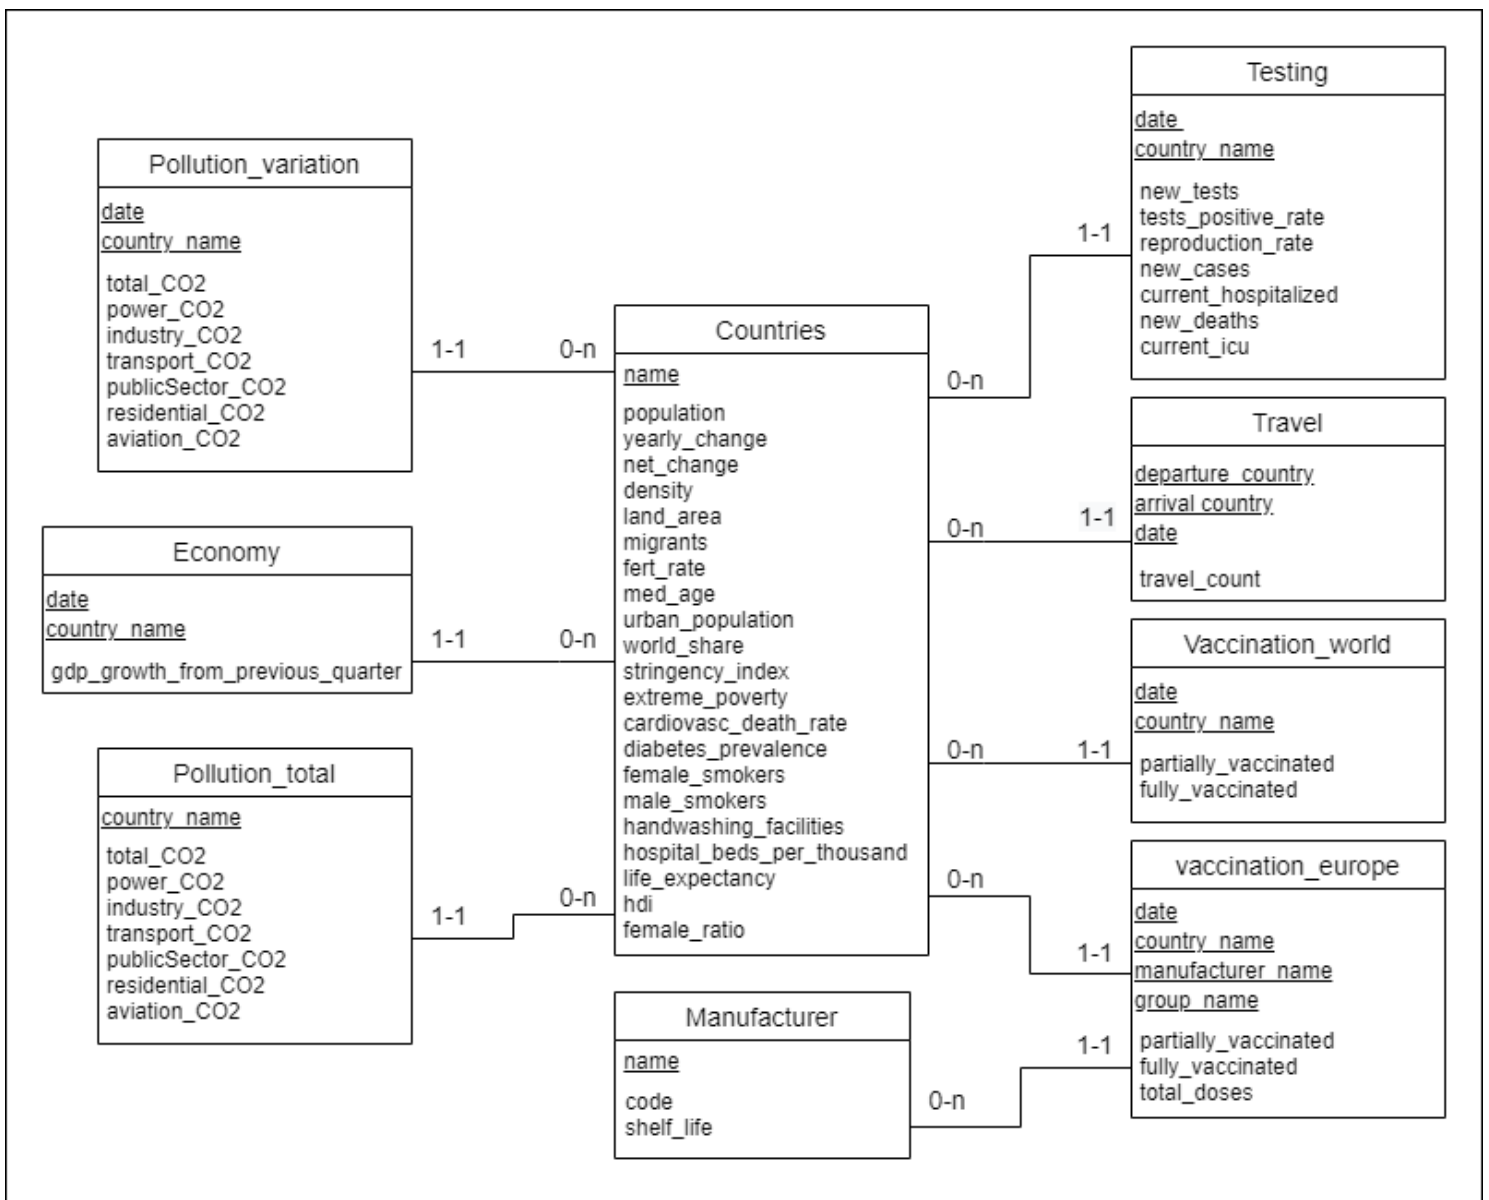 Pollution_variation
date
country_name
total_CO2
power_CO2
industry_CO2
transport_CO2
publicSector_CO2
residential_CO2
aviation_CO2
1-1
0-n
Economy
date
country_name
gdp_growth_from_previous_quarter
1-1
0-n
Pollution_total
country_name
total_CO2
power_CO2
industry_CO2
transport_CO2
publicSector_CO2
residential_CO2
aviation_CO2
1-1
0-n
Countries
name
population
yearly_change
net_change
density
land_area
migrants
fert_rate
med_age
urban_population
world_share
stringency_index
extreme_poverty
cardiovasc_death_rate
diabetes_prevalence
female_smokers
male_smokers
handwashing_facilities
hospital_beds_per_thousand
life_expectancy
hdi
female_ratio
Manufacturer
name
code
shelf_life
0-n
1-1
Testing
date
country_name
new_tests
tests_positive_rate
reproduction_rate
new_cases
current_hospitalized
new_deaths
current_icu
0-n
1-1
Travel
departure_country
arrival country
date
travel_count
0-n
1-1
Vaccination_world
date
country_name
partially_vaccinated
fully_vaccinated
0-n
1-1
vaccination_europe
date
country_name
manufacturer_name
group_name
partially_vaccinated
fully_vaccinated
total_doses
0-n
1-1